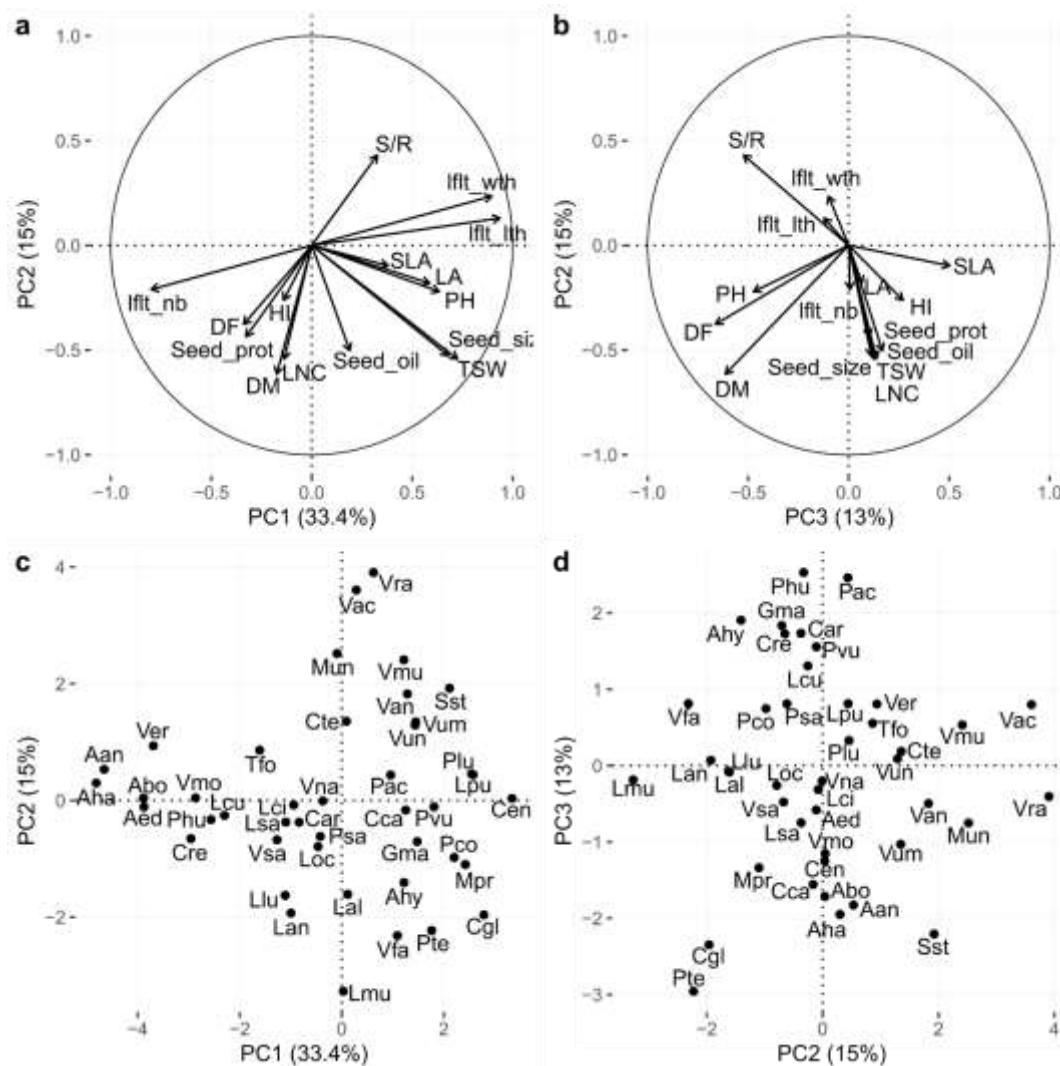 a
1.0
0.5
0.0
−0.5
−1.0
PC2 (15%)
S/R
lflt_wth
lflt_lth
SLA
LA
PH
lflt_nb
HI
DF
Seed_prot
DM
LNC
Seed_oil
Seed_siz
TSW
−1.0 −0.5 0.0 0.5 1.0
PC1 (33.4%)
b
1.0
0.5
0.0
−0.5
−1.0
PC2 (15%)
S/R
lflt_wth
lflt_lth
SLA
PH
LA
HI
lflt_nb
DF
Seed_prot
Seed_oil
Seed_size
TSW
DM
LNC
−1.0 −0.5 0.0 0.5 1.0
PC3 (13%)
c
4
2
0
−2
PC2 (15%)
Vra
Vac
Mun
Vmu
Sst
Van
Cte
Vum
Vun
Ver
Tfo
Aan
Aha
Abo
Aed
Vmo
Vna
Plu
Lpu
Pac
Cen
Lcu
Lci
Phu
Lsa
Car
Cca
Pvu
Cre
Vsa
Psa
Loc
Gma
Pco
Mpr
Llu
Lal
Ahy
Lan
Cgl
Vfa
Pte
Lmu
−4 −2 0 2
PC1 (33.4%)
d
2
1
0
−1
−2
−3
PC3 (13%)
Phu
Pac
Ahy
Gma
Cre
Car
Pvu
Lcu
Vfa
Pco
Psa
Lpu
Ver
Tfo
Vac
Vmu
Plu
Cte
Vun
Lan
Llu
Lal
Lmu
Loc
Vna
Lci
Vsa
Aed
Van
Vra
Lsa
Mun
Vmo
Vum
Mpr
Cen
Cca
Abo
Aan
Aha
Sst
Cgl
Pte
−2 0 2 4
PC2 (15%)